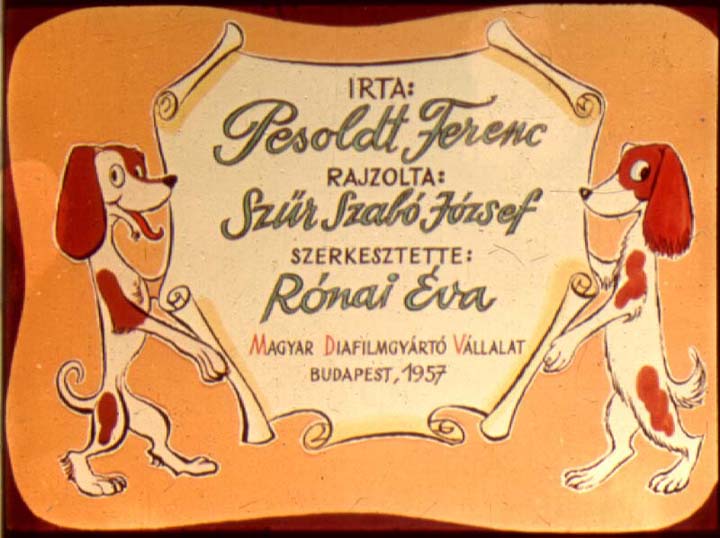 IRTA:
Pesoldt Ferenc
RAJZOLTA:
Szűr Szabó József
SZERKESZTETTE:
Rónai Éva
MAGYAR DIAFILMGYÁRTÓ VÁLLALAT
BUDAPEST, 1957